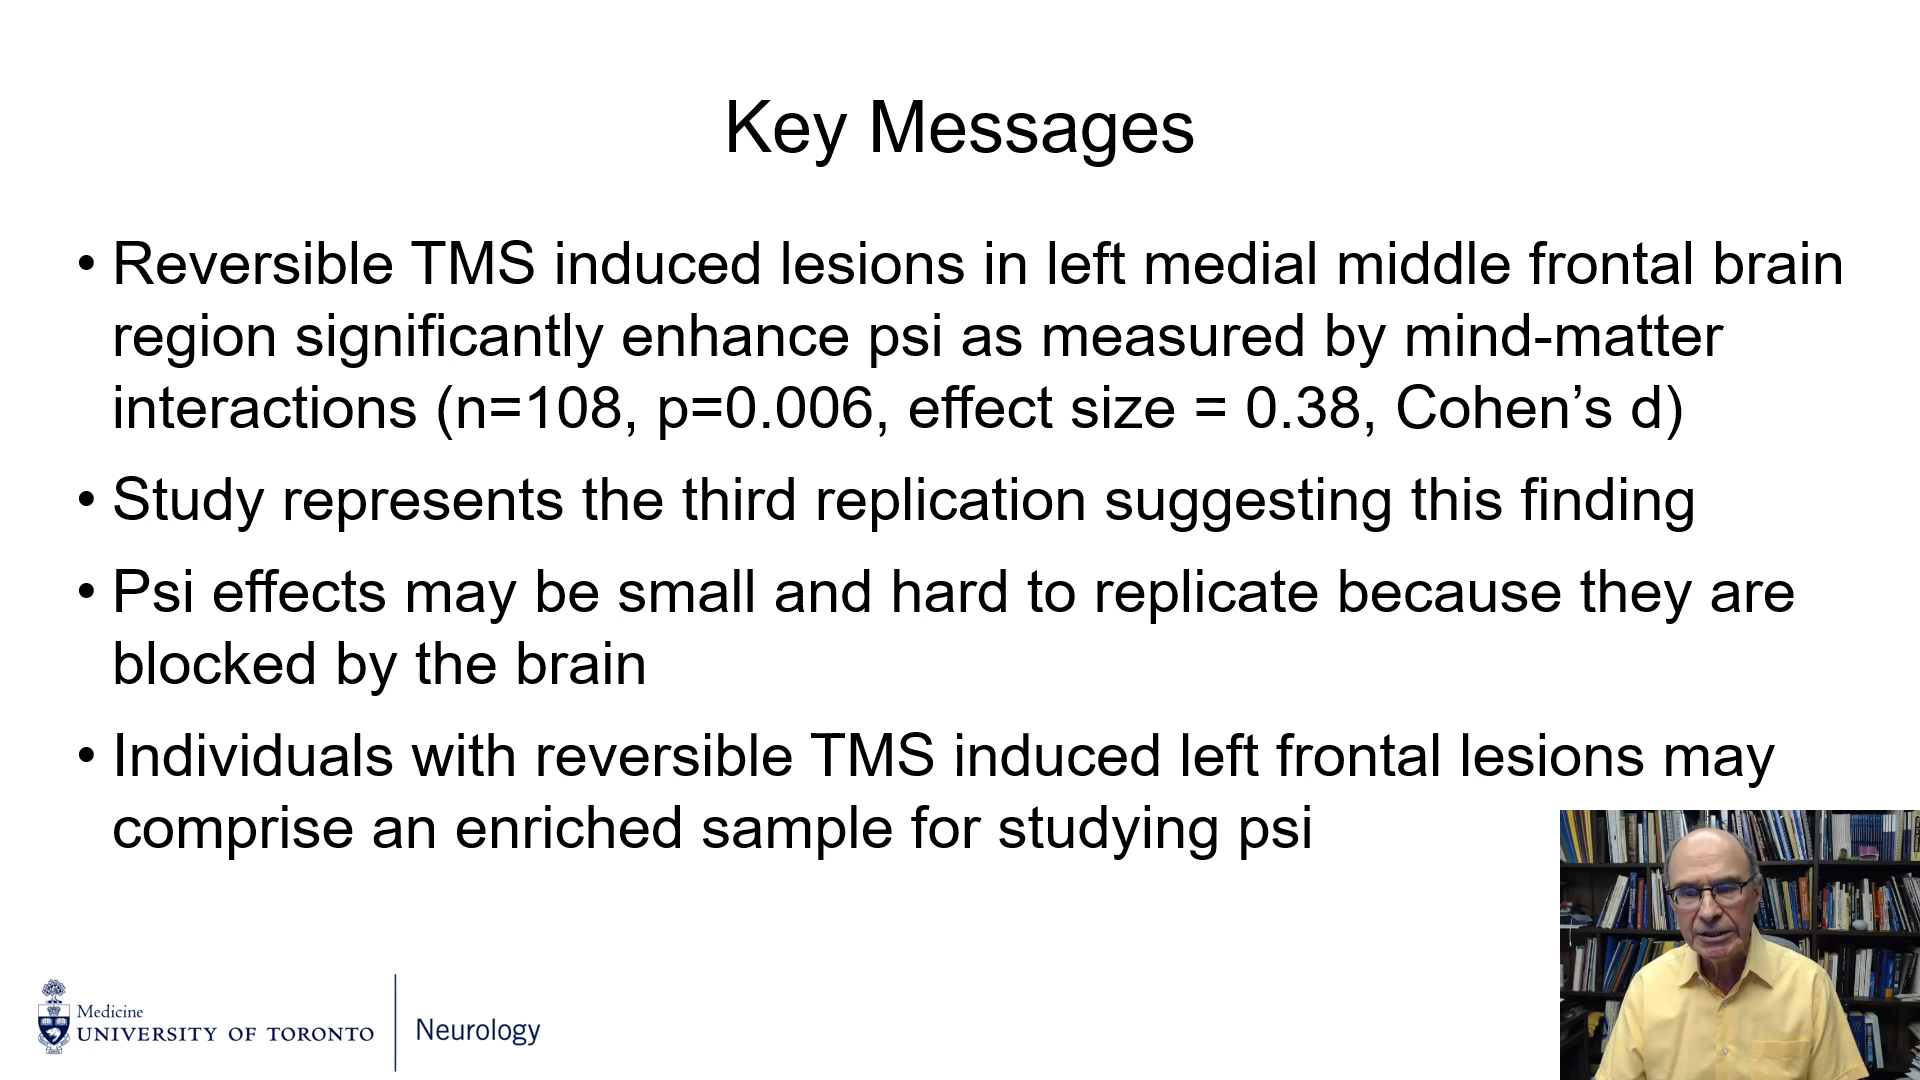 Key Messages
• Reversible TMS induced lesions in left medial middle frontal brain
region significantly enhance psi as measured by mind-matter
interactions (n=108, p=0.006, effect size = 0.38, Cohen’s d)
• Study represents the third replication suggesting this finding
• Psi effects may be small and hard to replicate because they are
blocked by the brain
• Individuals with reversible TMS induced left frontal lesions may
comprise an enriched sample for studying psi
Medicine
UNIVERSITY OF TORONTO
Neurology